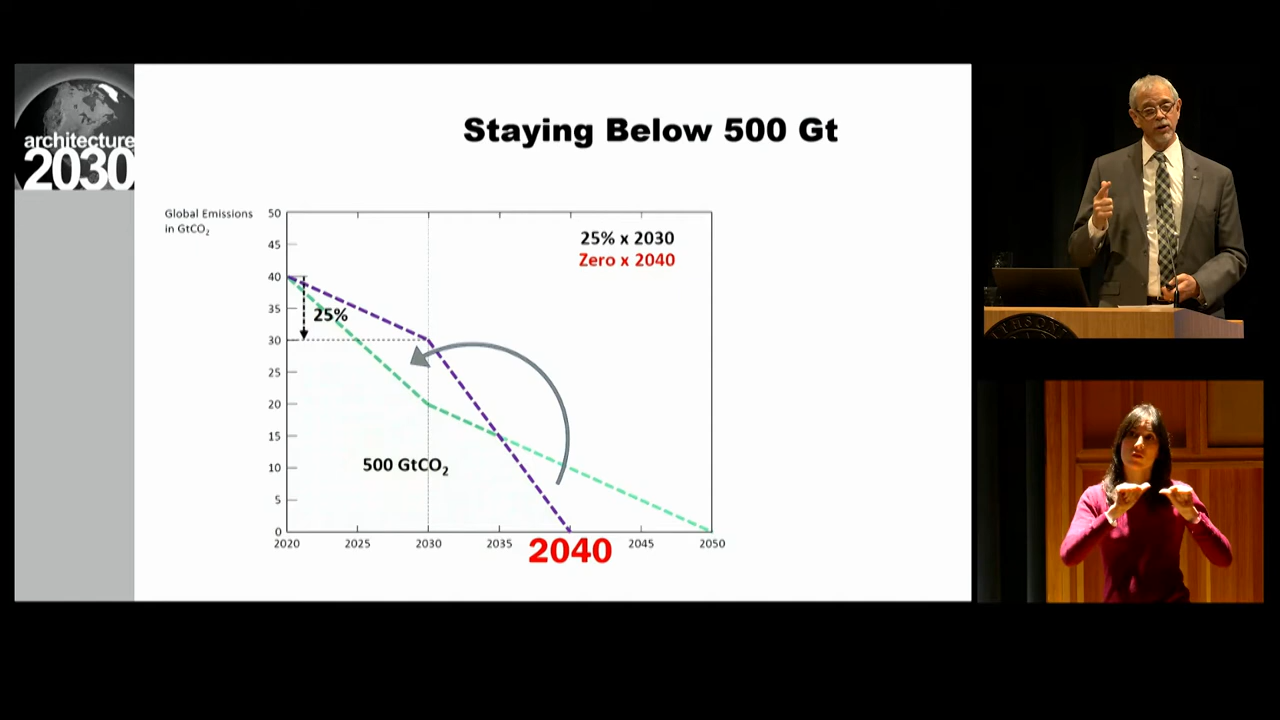 architecture
2030
Staying Below 500 Gt
Global Emissions
in GtCO₂
50
45
40
35
30
25
20
15
10
5
0
25% x 2030
Zero x 2040
25%
500 GtCO₂
2020
2025
2030
2035
2040
2045
2050